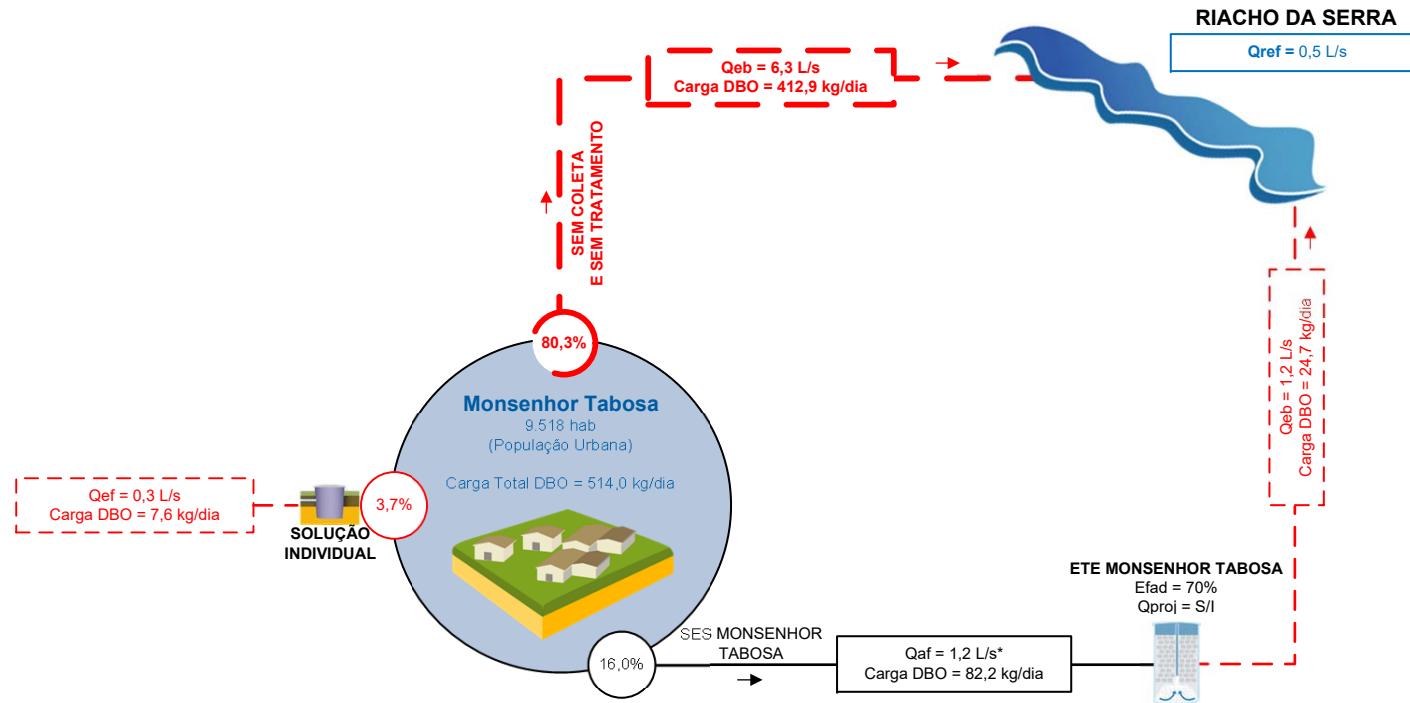 RIACHO DA SERRA
Qref = 0,5 L/s
Qeb = 6,3 L/s
Carga DBO = 412,9 kg/dia
SEM COLETA
E SEM TRATAMENTO
80,3%
Monsenhor Tabosa
9.518 hab
(População Urbana)
Carga Total DBO = 514,0 kg/dia
Qef = 0,3 L/s
Carga DBO = 7,6 kg/dia
3,7%
SOLUÇÃO
INDIVIDUAL
Qeb = 1,2 L/s
Carga DBO = 24,7 kg/dia
ETE MONSENHOR TABOSA
Efad = 70%
Qproj = S/I
16,0%
SES MONSENHOR
TABOSA
Qaf = 1,2 L/s*
Carga DBO = 82,2 kg/dia